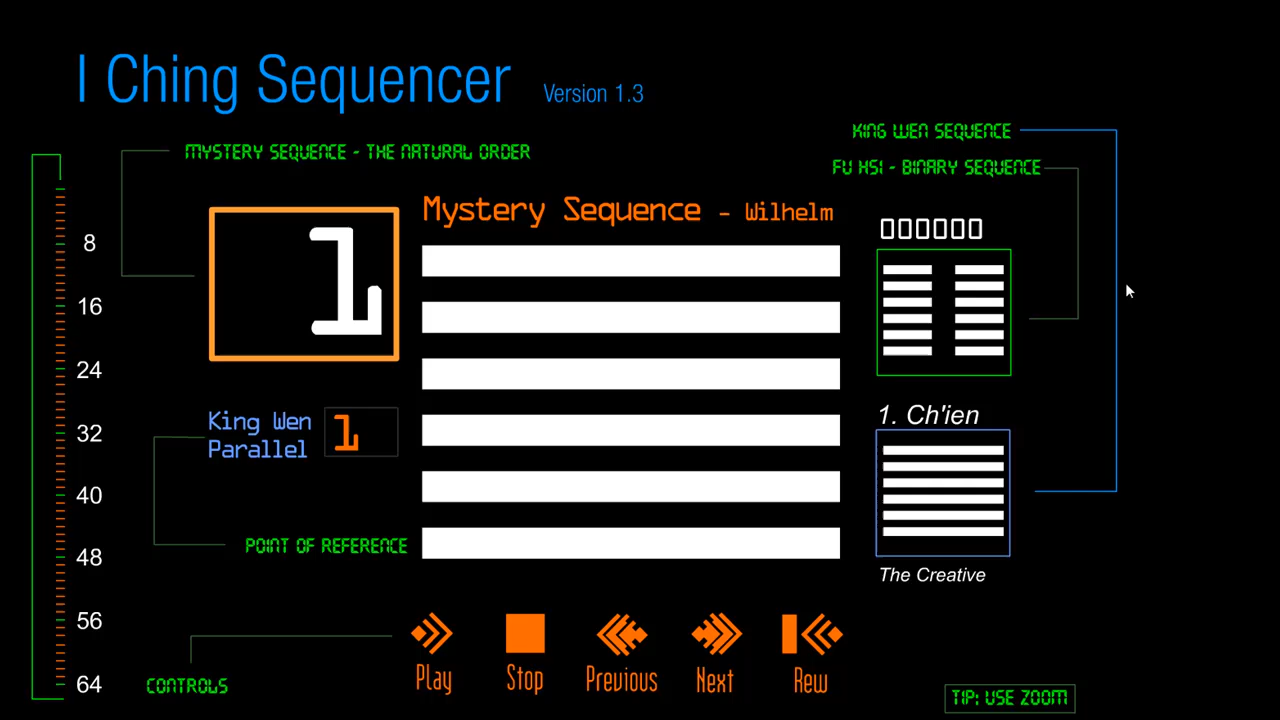 I Ching Sequencer Version 1.3
KING WEN SEQUENCE
MYSTERY SEQUENCE - THE NATURAL ORDER
FU HSI - BINARY SEQUENCE
Mystery Sequence - Wilhelm
000000
1
8
16
24
32
40
48
56
64
King Wen
Parallel
1
1. Ch'ien
POINT OF REFERENCE
The Creative
Play
Stop
Previous
Next
Rew
CONTROLS
TIP: USE ZOOM